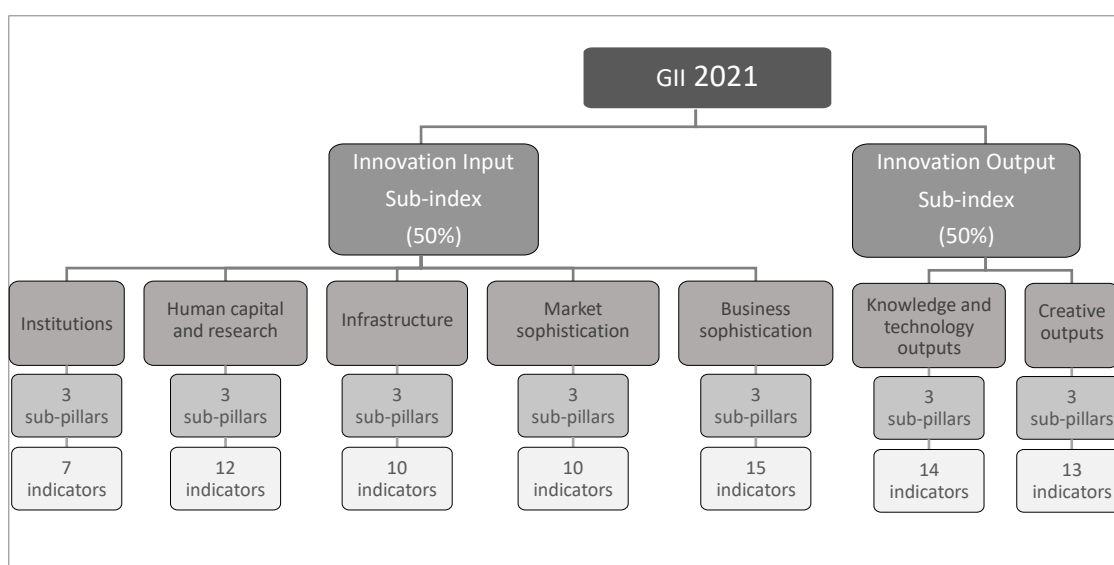 GII 2021
Innovation Input
Sub-index
(50%)
Innovation Output
Sub-index
(50%)
Institutions
Human capital
and research
Infrastructure
Market
sophistication
Business
sophistication
Knowledge and
technology
outputs
Creative
outputs
3
sub-pillars
3
sub-pillars
3
sub-pillars
3
sub-pillars
3
sub-pillars
3
sub-pillars
3
sub-pillars
7
indicators
12
indicators
10
indicators
10
indicators
15
indicators
14
indicators
13
indicators